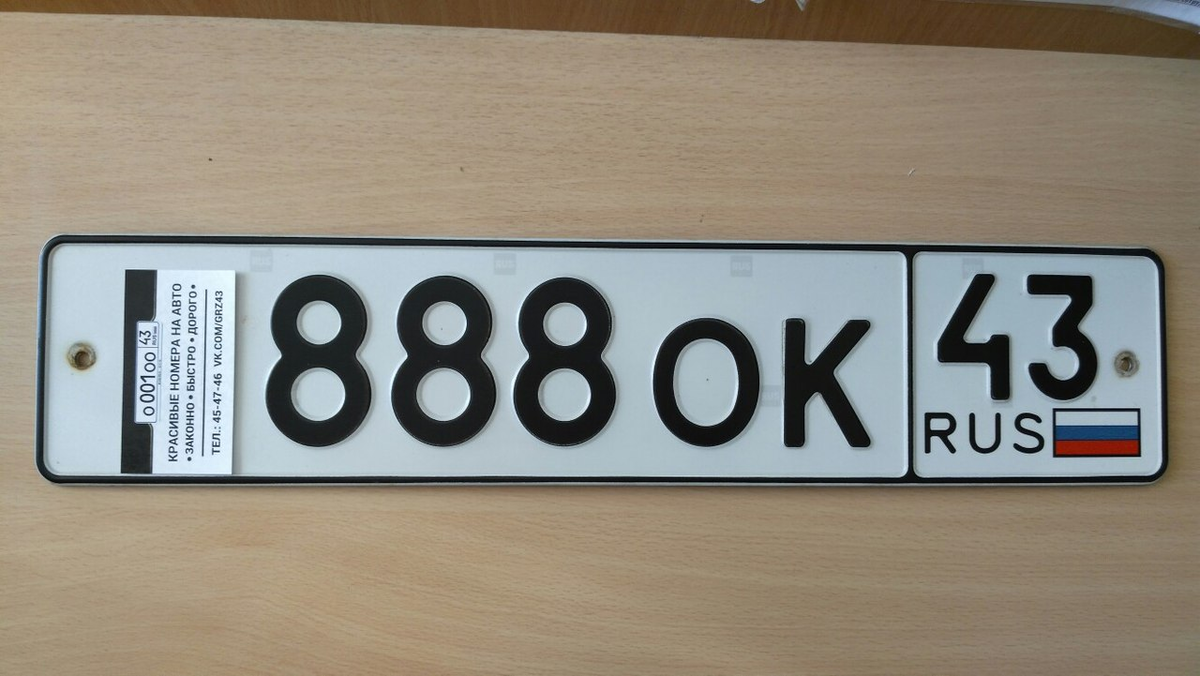 КРАСИВЫЕ НОМЕРА НА АВТО
• ЗАКОННО • БЫСТРО • ДОРОГО •
ТЕЛ.: 45-47-46 VK.COM/GRZ43
О001ОО 43
888 ОК
43
RUS